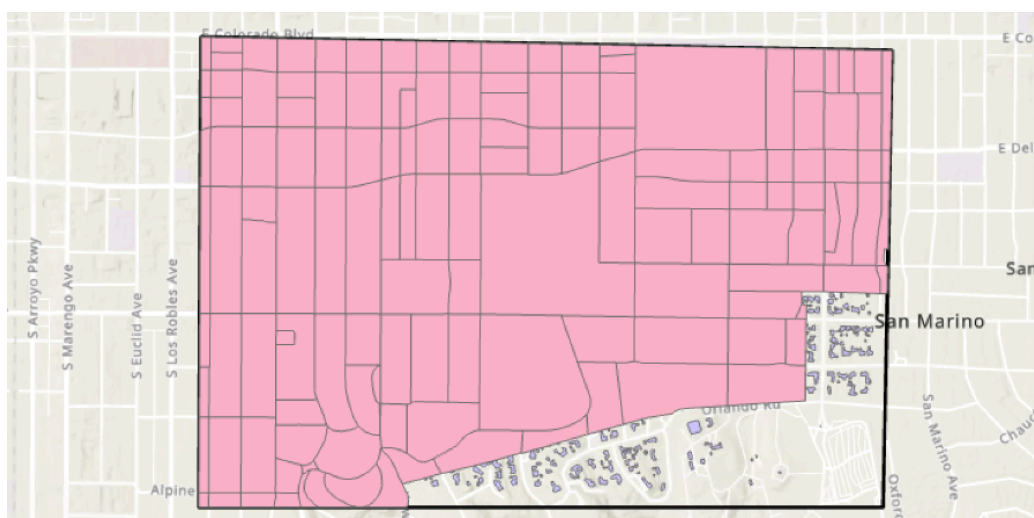 E Colorado Blvd
E Co
E Del
S Arroyo Pkwy
S Marengo Ave
S Euclid Ave
S Los Robles Ave
San
San Marino
Orlando Rd
San Marino Ave
Chau
Alpine
Oxford